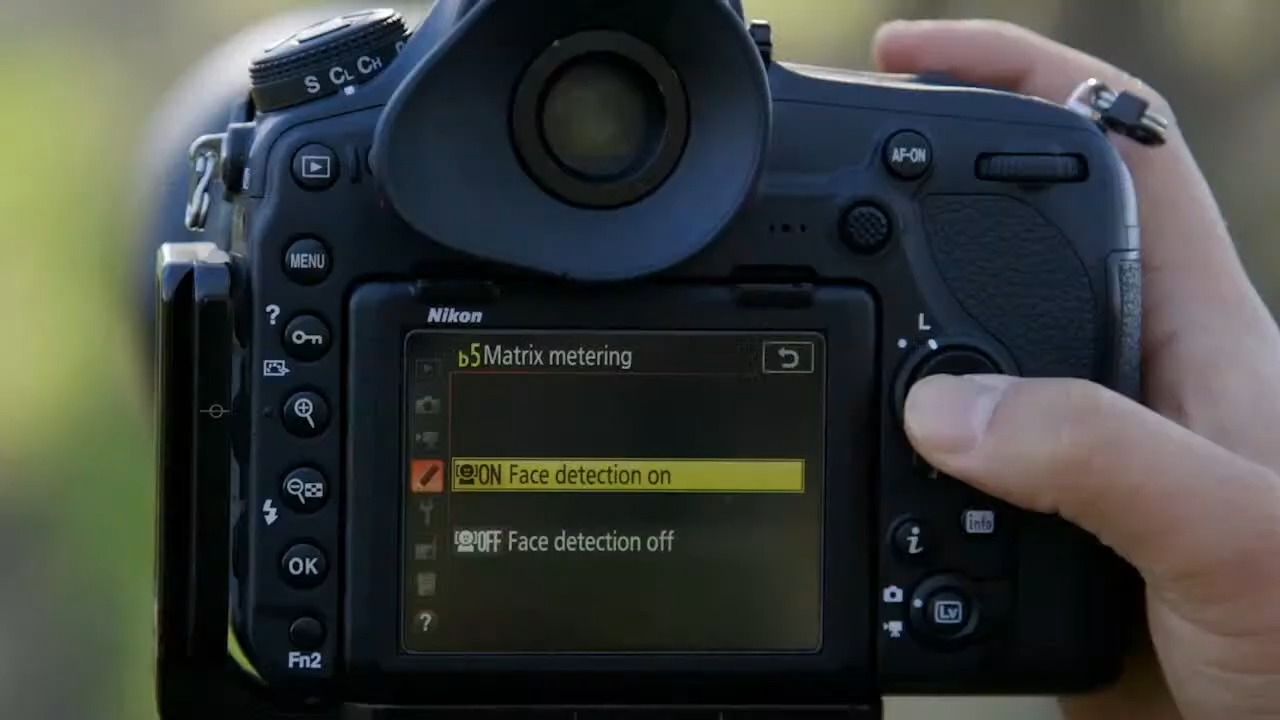 S CL CH
AF-ON
MENU
?
L
Nikon
b5 Matrix metering
ON Face detection on
OFF Face detection off
?
info
i
OK
Lv
Fn2